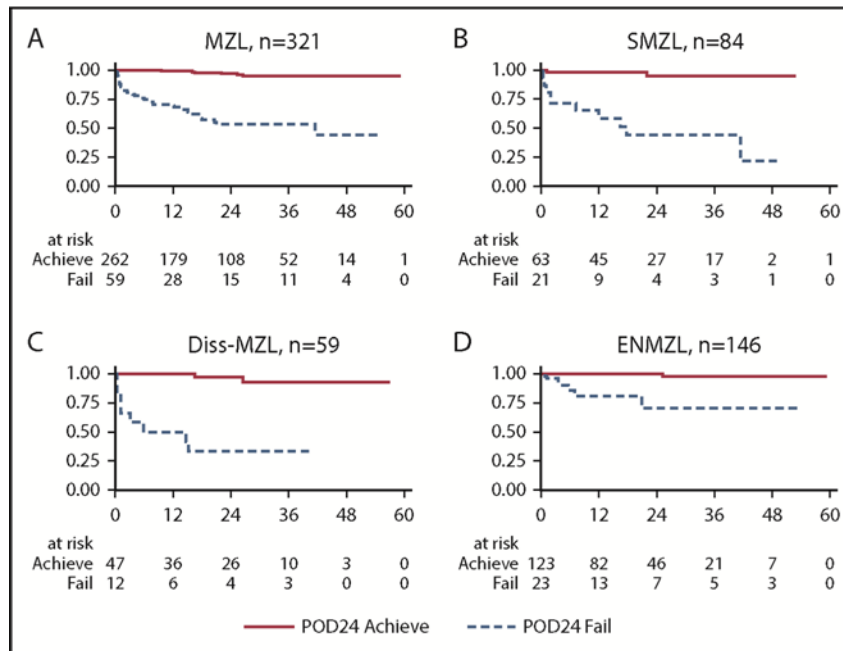 A MZL, n=321
1.00
0.75
0.50
0.25
0.00
0 12 24 36 48 60
at risk
Achieve 262 179 108 52 14 1
Fail 59 28 15 11 4 0
B SMZL, n=84
1.00
0.75
0.50
0.25
0.00
0 12 24 36 48 60
at risk
Achieve 63 45 27 17 2 1
Fail 21 9 4 3 1 0
C Diss-MZL, n=59
1.00
0.75
0.50
0.25
0.00
0 12 24 36 48 60
at risk
Achieve 47 36 26 10 3 0
Fail 12 6 4 3 0 0
D ENMZL, n=146
1.00
0.75
0.50
0.25
0.00
0 12 24 36 48 60
at risk
Achieve 123 82 46 21 7 0
Fail 23 13 7 5 3 0
POD24 Achieve POD24 Fail